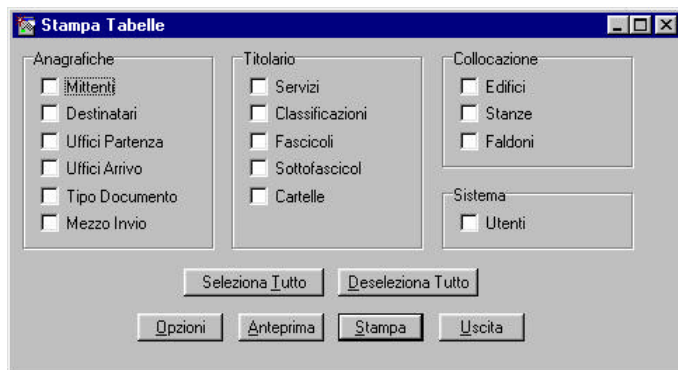 Stampa Tabelle
Anagrafiche
Mittenti
Destinatari
Uffici Partenza
Uffici Arrivo
Tipo Documento
Mezzo Invio
Titolario
Servizi
Classificazioni
Fascicoli
Sottofascicol
Cartelle
Collocazione
Edifici
Stanze
Faldoni
Sistema
Utenti
Seleziona Tutto
Deseleziona Tutto
Opzioni
Anteprima
Stampa
Uscita